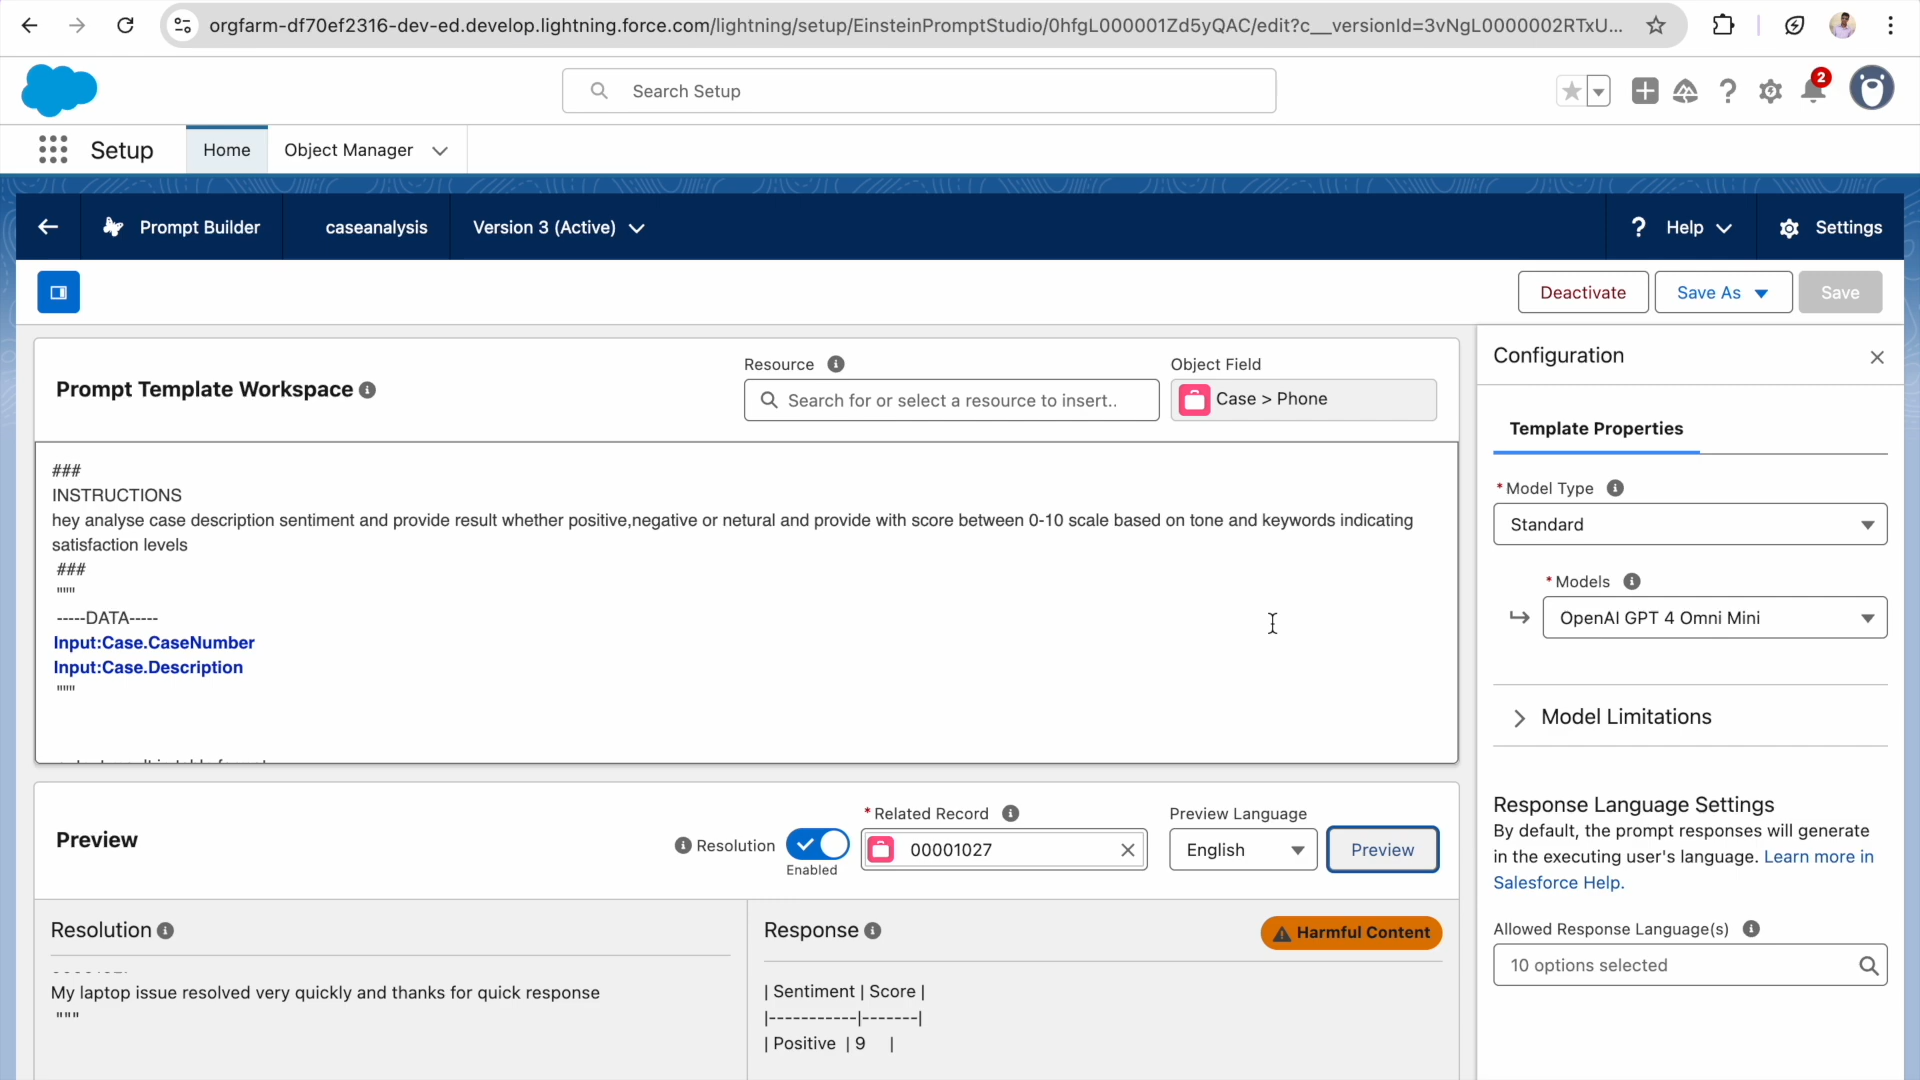 orgfarm-df70ef2316-dev-ed.develop.lightning.force.com/lightning/setup/EinsteinPromptStudio/0hfgL000001Zd5yQAC/edit?c__versionId=3vNgL0000002RTxU...
Search Setup
2
Setup
Home
Object Manager
Prompt Builder
caseanalysis
Version 3 (Active)
? Help
Settings
Deactivate
Save As
Save
Prompt Template Workspace
Resource
Search for or select a resource to insert..
Object Field
Case > Phone
###
INSTRUCTIONS
hey analyse case description sentiment and provide result whether positive,negative or netural and provide with score between 0-10 scale based on tone and keywords indicating
satisfaction levels
###
"""
-----DATA-----
Input:Case.CaseNumber
Input:Case.Description
"""
Configuration
Template Properties
*Model Type
Standard
*Models
OpenAI GPT 4 Omni Mini
Model Limitations
Response Language Settings
By default, the prompt responses will generate
in the executing user's language. Learn more in
Salesforce Help.
Allowed Response Language(s)
10 options selected
Preview
Resolution
Enabled
*Related Record
00001027
Preview Language
English
Preview
Resolution
My laptop issue resolved very quickly and thanks for quick response
"""
Response
Harmful Content
| Sentiment | Score |
|-----------|-------|
| Positive | 9 |